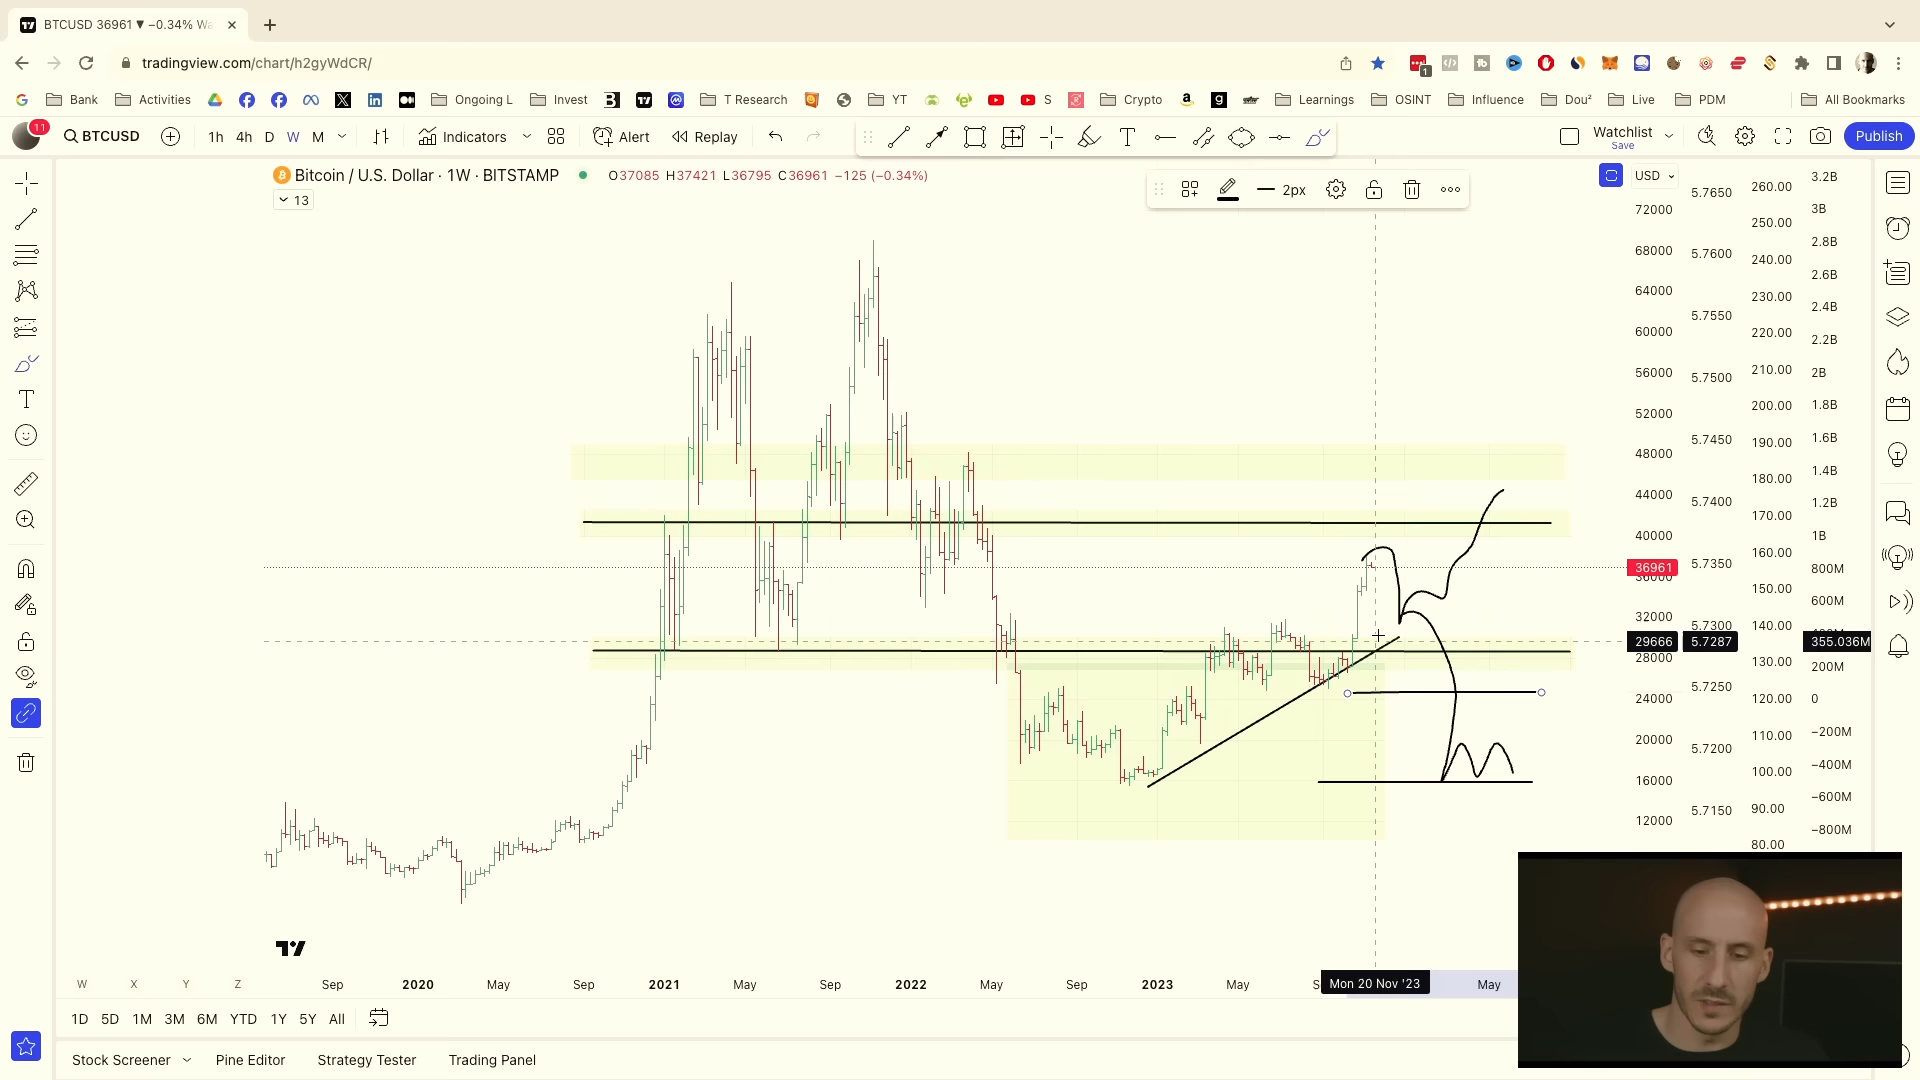 BTCUSD 36961 ▼ −0.34% Wa
tradingview.com/chart/h2gyWdCR/
1
G Bank Activities X in Ongoing L Invest B T Research YT S Crypto a g Learnings OSINT Influence Dou² Live PDM All Bookmarks
11 BTCUSD 1h 4h D W M Indicators Alert Replay T Watchlist Publish
Save
Bitcoin / U.S. Dollar · 1W · BITSTAMP O37085 H37421 L36795 C36961 −125 (−0.34%)
13
2px
USD
72000
68000
64000
60000
56000
52000
48000
44000
40000
36961
36000
32000
29666
28000
24000
20000
16000
12000
5.7650
5.7600
5.7550
5.7500
5.7450
5.7400
5.7350
5.7300
5.7287
5.7250
5.7200
5.7150
260.00
250.00
240.00
230.00
220.00
210.00
200.00
190.00
180.00
170.00
160.00
150.00
140.00
130.00
120.00
110.00
100.00
90.00
80.00
3.2B
3B
2.8B
2.6B
2.4B
2.2B
2B
1.8B
1.6B
1.4B
1.2B
1B
800M
600M
355.036M
200M
0
−200M
−400M
−600M
−800M
W X Y Z Sep 2020 May Sep 2021 May Sep 2022 May Sep 2023 May S Mon 20 Nov '23 May
1D 5D 1M 3M 6M YTD 1Y 5Y All
Stock Screener Pine Editor Strategy Tester Trading Panel